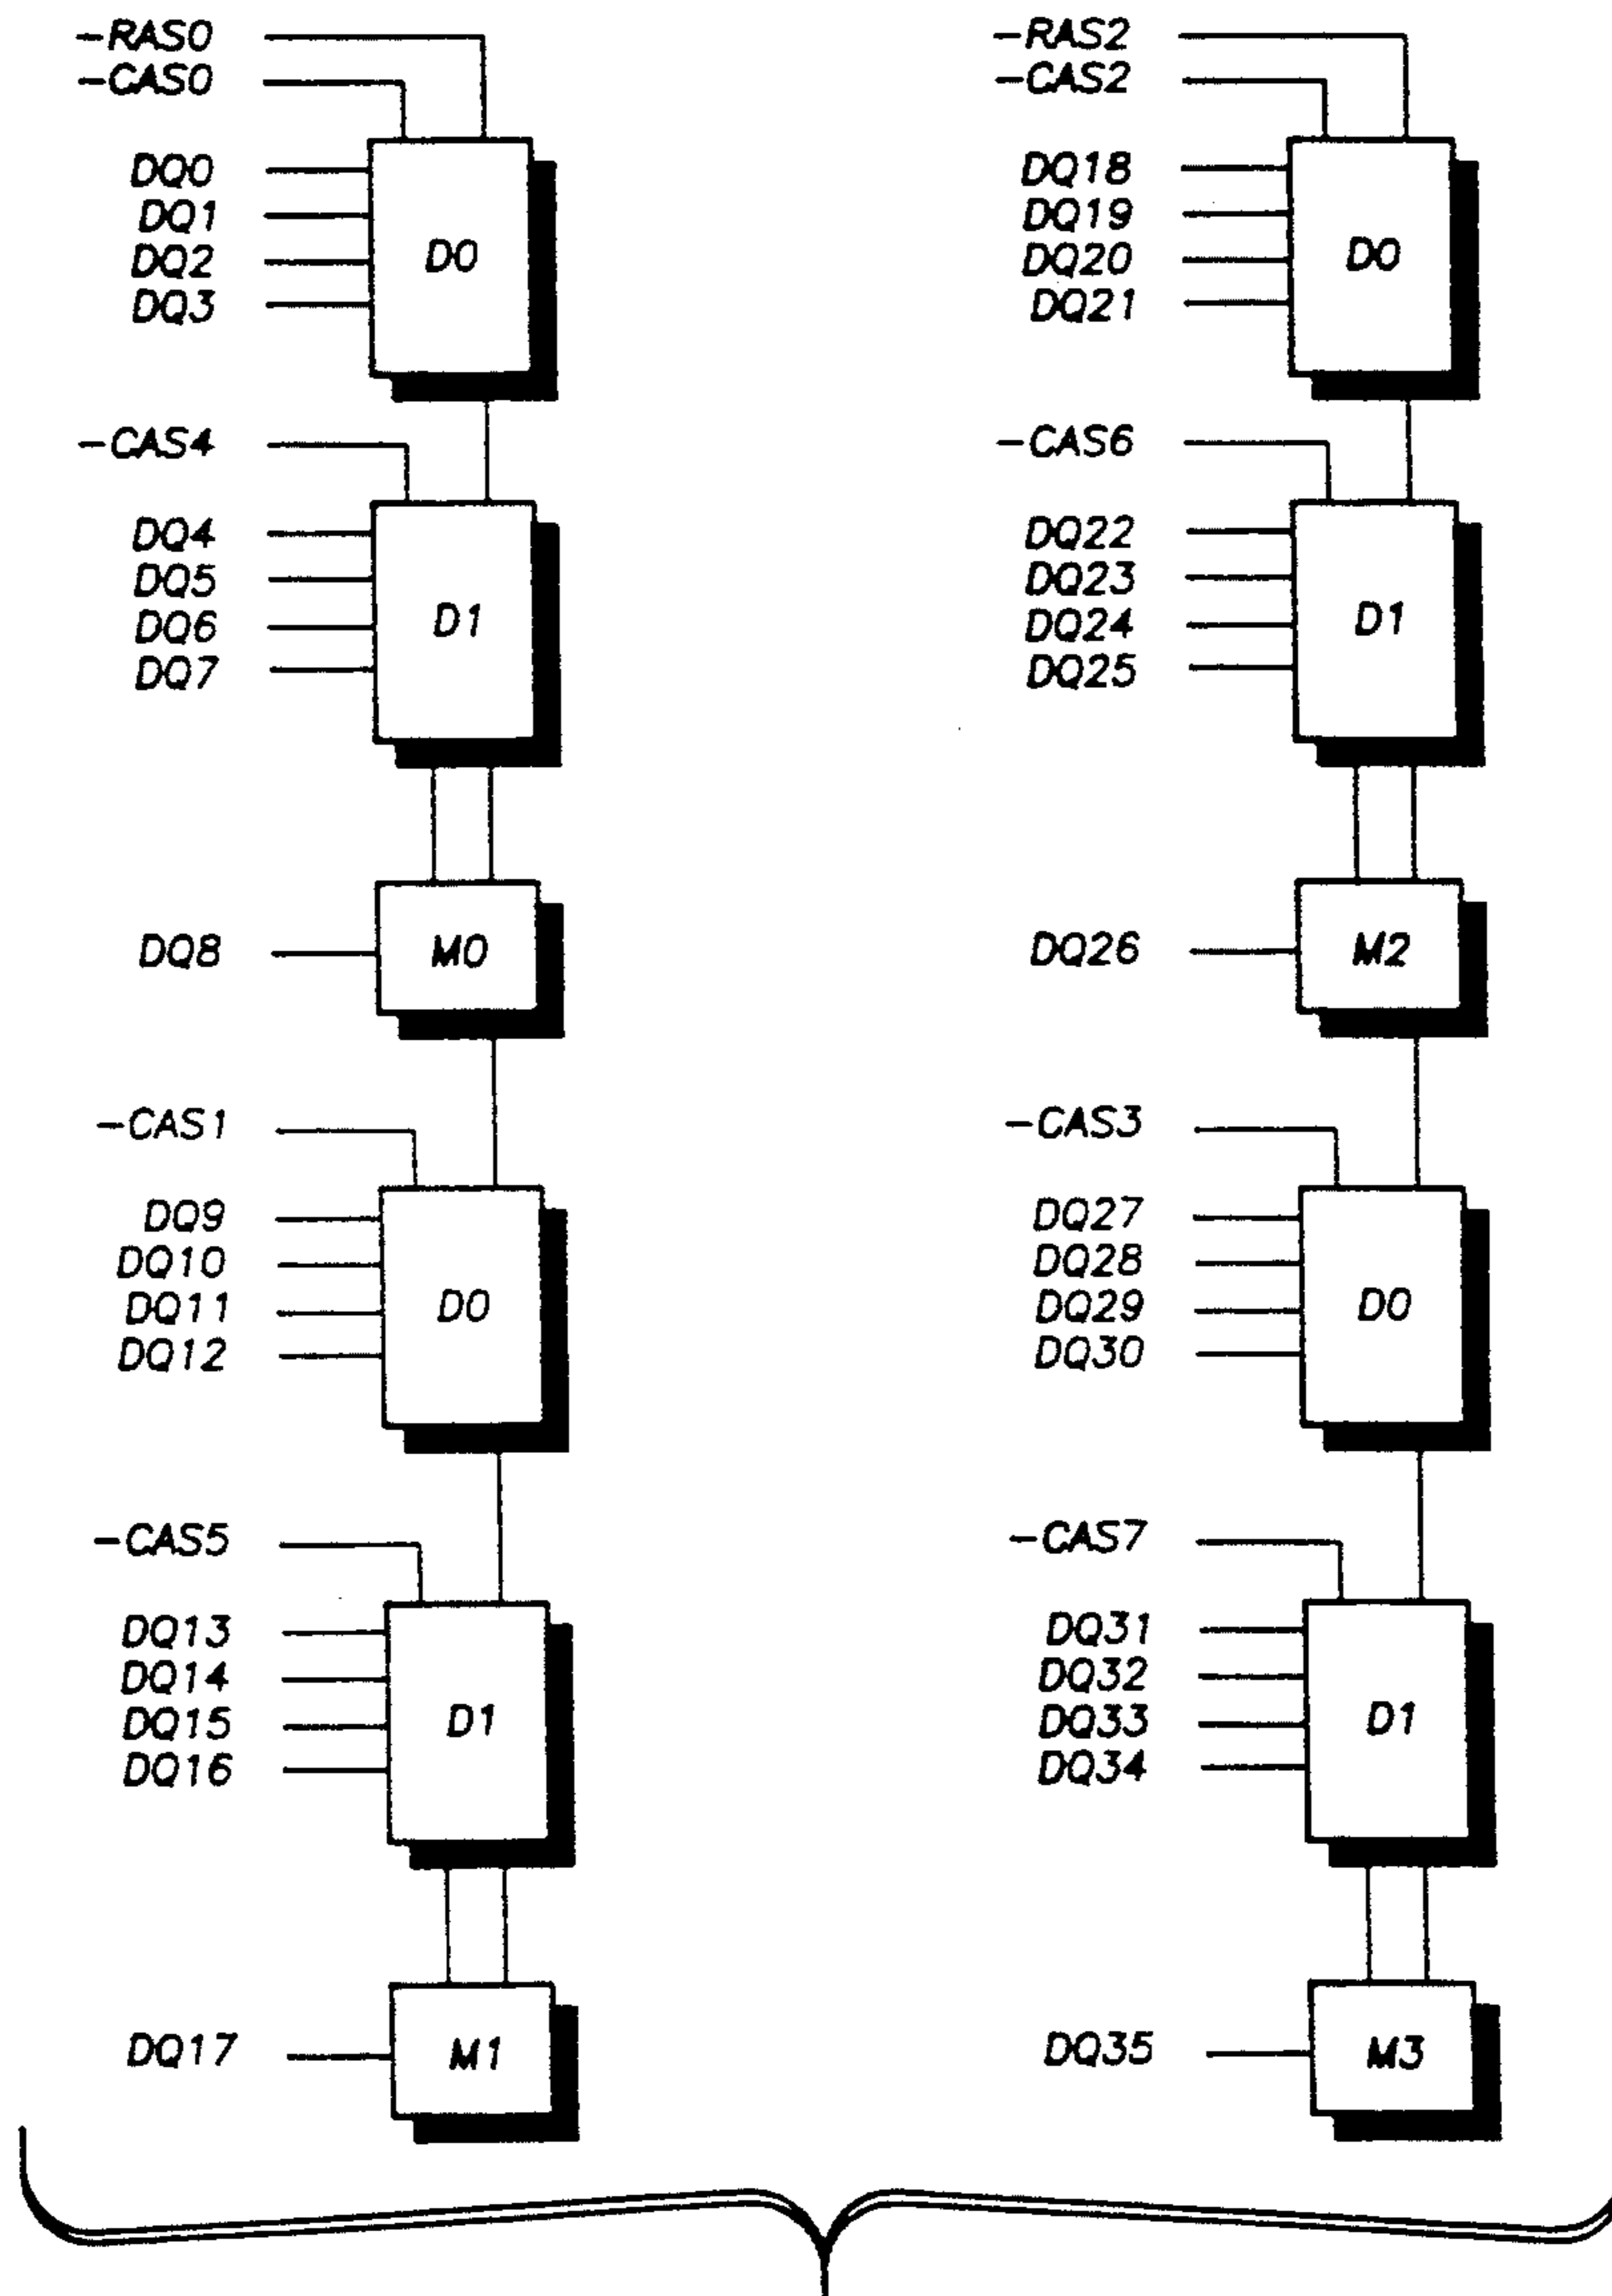 -RAS0
-CAS0
DQ0
DQ1
DQ2
DQ3
D0
-CAS4
DQ4
DQ5
DQ6
DQ7
D1
DQ8
M0
-CAS1
DQ9
DQ10
DQ11
DQ12
D0
-CAS5
DQ13
DQ14
DQ15
DQ16
D1
DQ17
M1
-RAS2
-CAS2
DQ18
DQ19
DQ20
DQ21
D0
-CAS6
DQ22
DQ23
DQ24
DQ25
D1
DQ26
M2
-CAS3
DQ27
DQ28
DQ29
DQ30
D0
-CAS7
DQ31
DQ32
DQ33
DQ34
D1
DQ35
M3